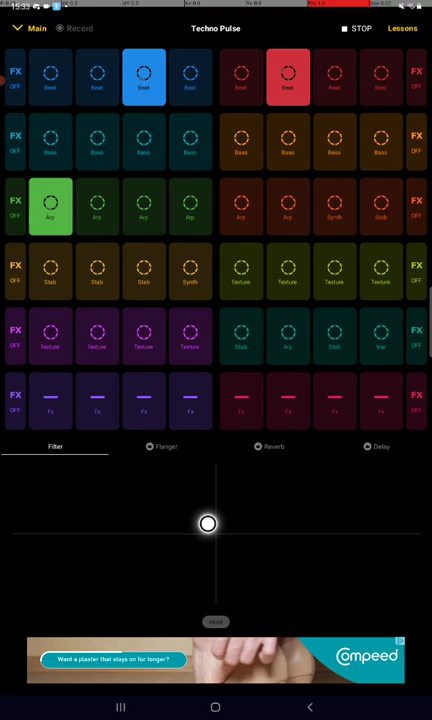 15:33
Main Record Techno Pulse STOP Lessons
FX OFF Beat Beat Beat Beat Beat Beat Beat Beat FX OFF
FX OFF Bass Bass Bass Bass Bass Bass Bass Bass FX OFF
FX OFF Arp Arp Arp Arp Arp Arp Synth Stab FX OFF
FX OFF Stab Stab Stab Synth Texture Texture Texture Texture FX OFF
FX OFF Texture Texture Texture Texture Stab Arp Stab Vox FX OFF
FX OFF Fx Fx Fx Fx Fx Fx Fx Fx FX OFF
Filter Flanger Reverb Delay
Hold
Want a plaster that stays on for longer?
Compeed